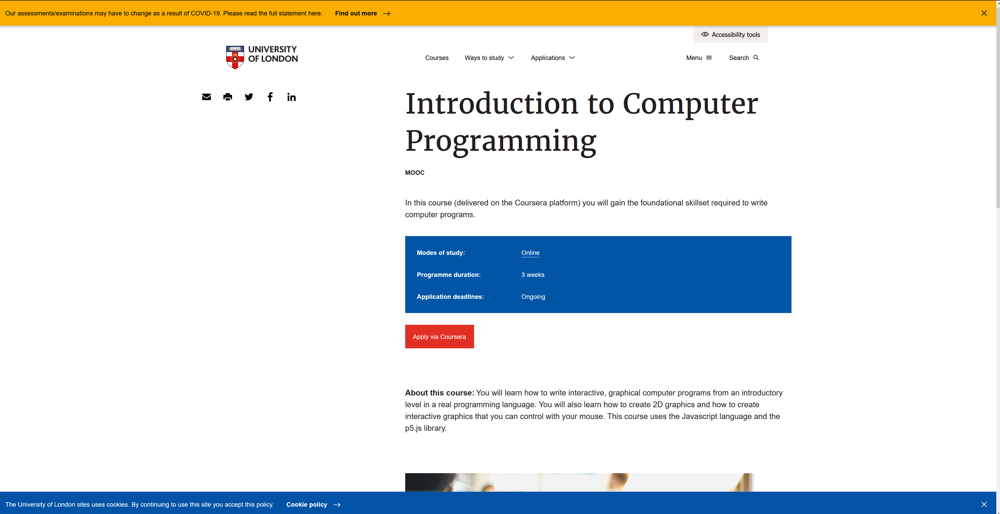 Our assessments/examinations may have to change as a result of COVID-19. Please read the full statement here. Find out more
Accessibility tools
UNIVERSITY
OF LONDON
Courses Ways to study Applications Menu Search
Introduction to Computer
Programming
MOOC
In this course (delivered on the Coursera platform) you will gain the foundational skillset required to write
computer programs.
Modes of study: Online
Programme duration: 3 weeks
Application deadlines: Ongoing
Apply via Coursera
About this course: You will learn how to write interactive, graphical computer programs from an introductory
level in a real programming language. You will also learn how to create 2D graphics and how to create
interactive graphics that you can control with your mouse. This course uses the Javascript language and the
p5.js library.
The University of London sites uses cookies. By continuing to use this site you accept this policy. Cookie policy